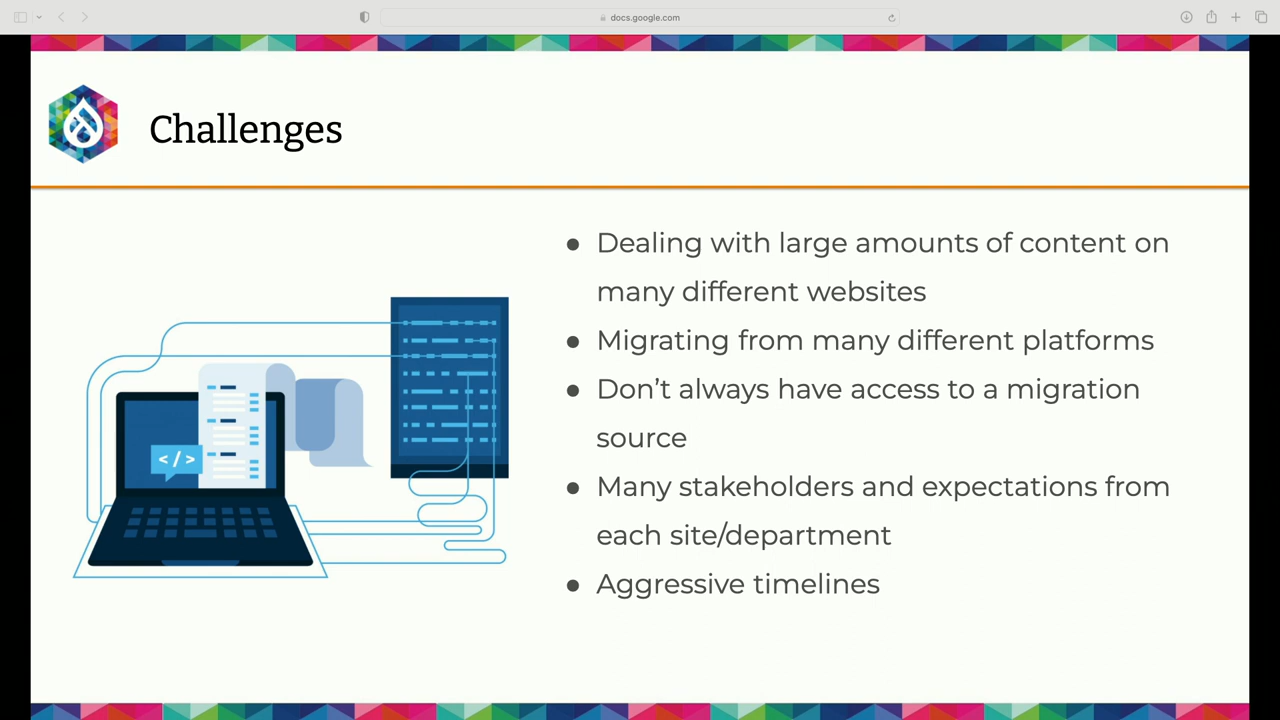 docs.google.com
Challenges
● Dealing with large amounts of content on
many different websites
● Migrating from many different platforms
● Don’t always have access to a migration
source
● Many stakeholders and expectations from
each site/department
● Aggressive timelines
</>